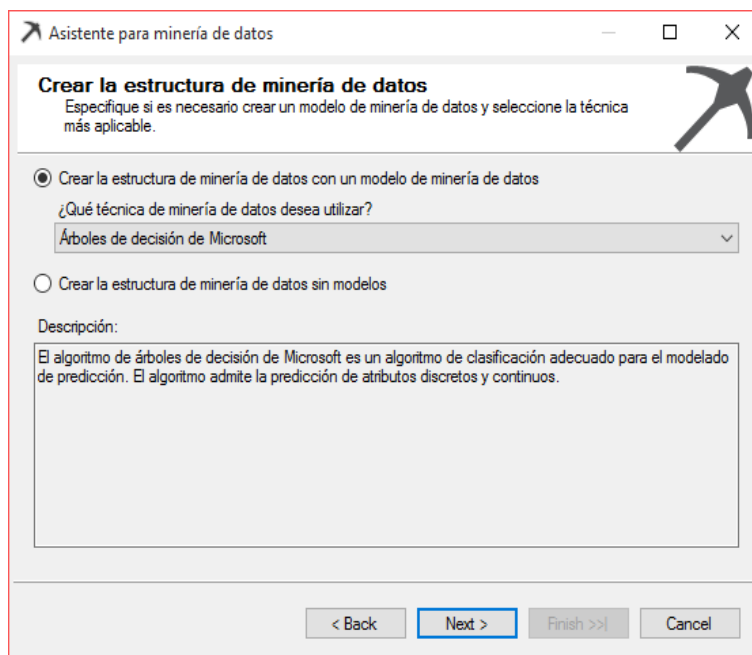 Asistente para minería de datos
Crear la estructura de minería de datos
Especifique si es necesario crear un modelo de minería de datos y seleccione la técnica
más aplicable.
Crear la estructura de minería de datos con un modelo de minería de datos
¿Qué técnica de minería de datos desea utilizar?
Árboles de decisión de Microsoft
Crear la estructura de minería de datos sin modelos
Descripción:
El algoritmo de árboles de decisión de Microsoft es un algoritmo de clasificación adecuado para el modelado
de predicción. El algoritmo admite la predicción de atributos discretos y continuos.
< Back Next > Finish >>| Cancel